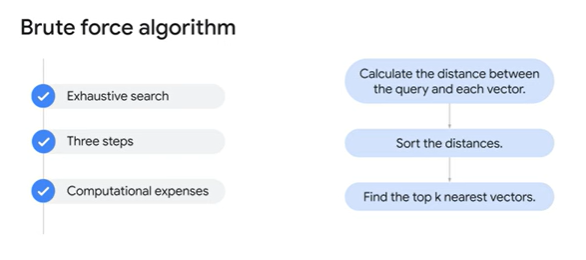 Brute force algorithm
Exhaustive search
Three steps
Computational expenses
Calculate the distance between
the query and each vector.
Sort the distances.
Find the top k nearest vectors.